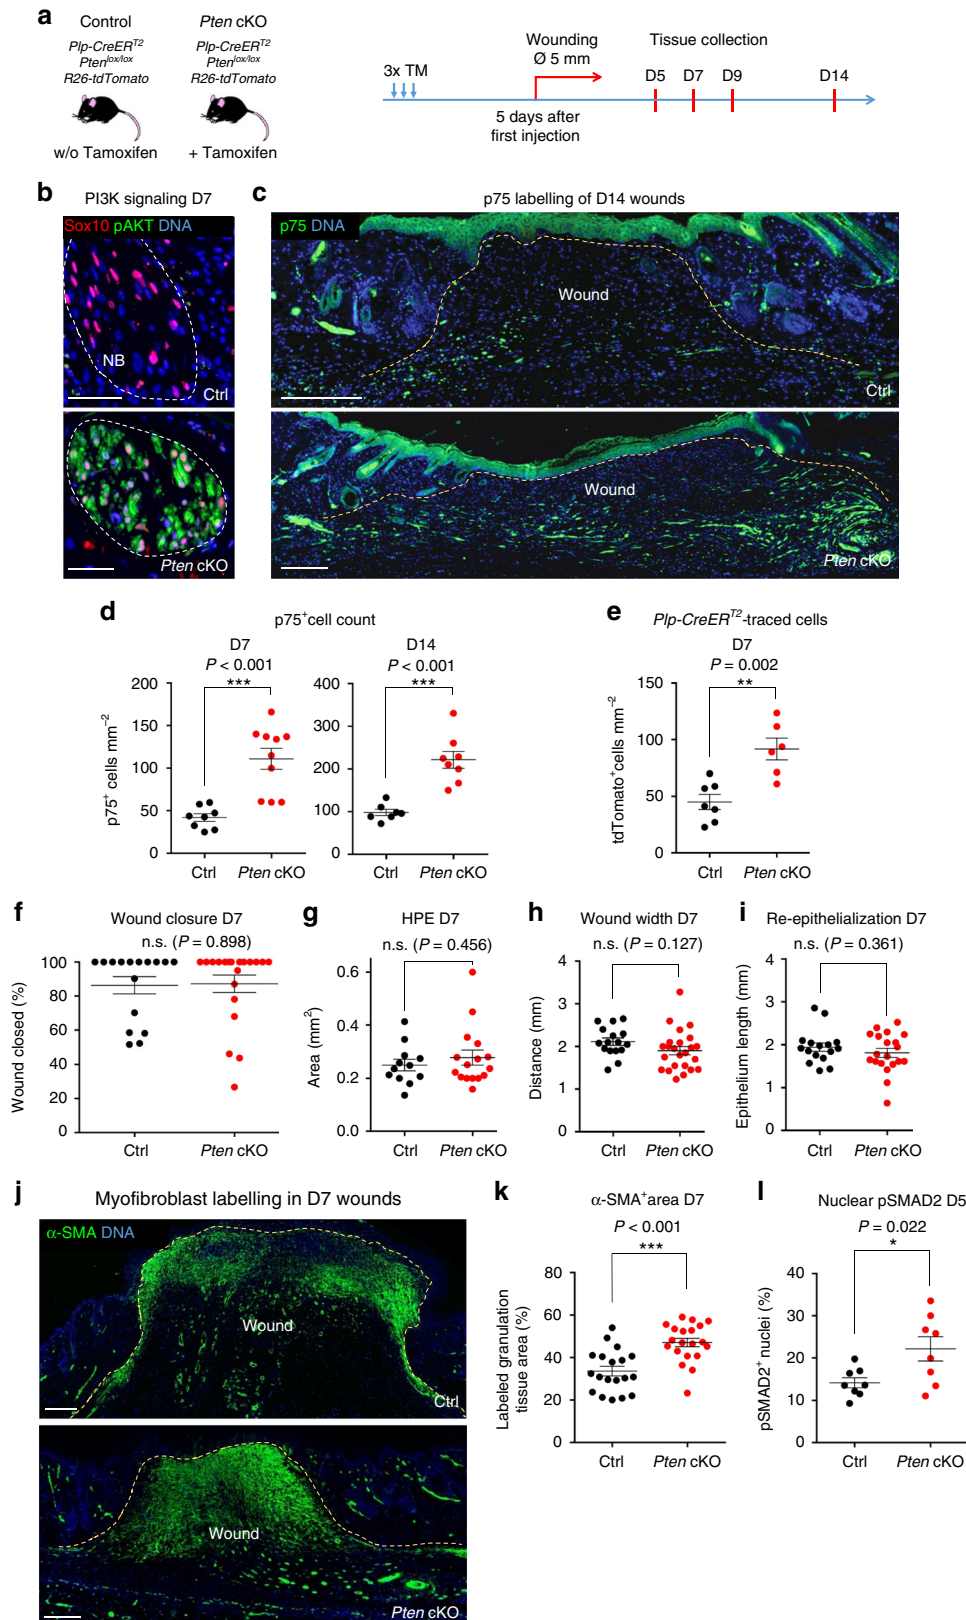 a
Control
Pten cKO
Plp-CreER^T2
Pten^lox/lox
R26-tdTomato
Plp-CreER^T2
Pten^lox/lox
R26-tdTomato
w/o Tamoxifen
+ Tamoxifen
3x TM
Wounding
Ø 5 mm
5 days after
first injection
Tissue collection
D5 D7 D9 D14
b
PI3K signaling D7
Sox10 pAKT DNA
NB
Ctrl
Pten cKO
c
p75 labelling of D14 wounds
p75 DNA
Wound
Ctrl
Wound
Pten cKO
d
p75⁺cell count
D7
P < 0.001
***
p75⁺ cells mm⁻²
200
150
100
50
0
Ctrl Pten cKO
D14
P < 0.001
***
400
300
200
100
0
Ctrl Pten cKO
e
Plp-CreER^T2-traced cells
D7
P = 0.002
**
tdTomato⁺cells mm⁻²
150
100
50
0
Ctrl Pten cKO
f
Wound closure D7
n.s. (P = 0.898)
Wound closed (%)
100
80
60
40
20
0
Ctrl Pten cKO
g
HPE D7
n.s. (P = 0.456)
Area (mm²)
0.6
0.4
0.2
0.0
Ctrl Pten cKO
h
Wound width D7
n.s. (P = 0.127)
Distance (mm)
4
3
2
1
0
Ctrl Pten cKO
i
Re-epithelialization D7
n.s. (P = 0.361)
Epithelium length (mm)
4
3
2
1
0
Ctrl Pten cKO
j
Myofibroblast labelling in D7 wounds
α-SMA DNA
Wound
Ctrl
Wound
Pten cKO
k
α-SMA⁺area D7
P < 0.001
***
Labeled granulation
tissue area (%)
80
60
40
20
0
Ctrl Pten cKO
l
Nuclear pSMAD2 D5
P = 0.022
*
pSMAD2⁺ nuclei (%)
40
30
20
10
0
Ctrl Pten cKO